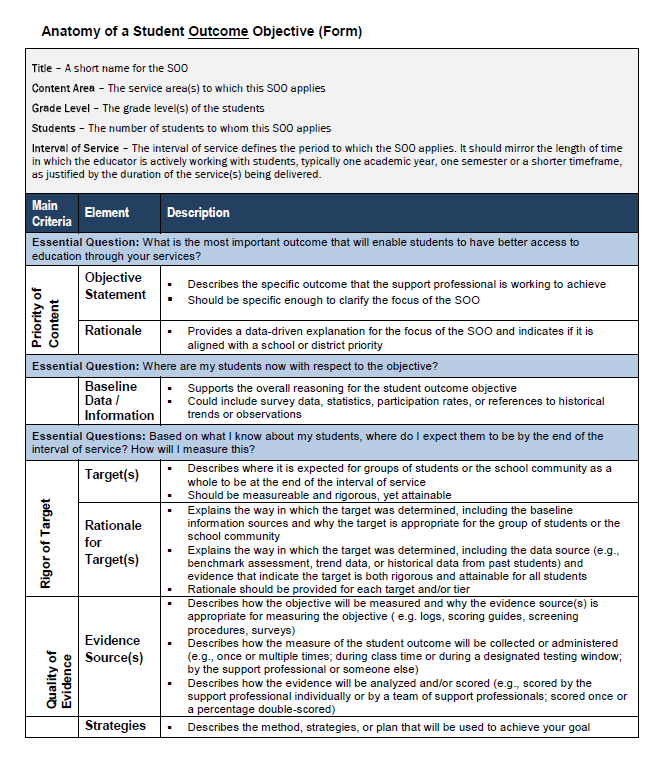 Anatomy of a Student Outcome Objective (Form)
Title – A short name for the SOO
Content Area – The service area(s) to which this SOO applies
Grade Level – The grade level(s) of the students
Students – The number of students to whom this SOO applies
Interval of Service – The interval of service defines the period to which the SOO applies. It should mirror the length of time
in which the educator is actively working with students, typically one academic year, one semester or a shorter timeframe,
as justified by the duration of the service(s) being delivered.
Main
Criteria
Element
Description
Essential Question: What is the most important outcome that will enable students to have better access to
education through your services?
Priority of
Content
Objective
Statement
▪ Describes the specific outcome that the support professional is working to achieve
▪ Should be specific enough to clarify the focus of the SOO
Rationale
▪ Provides a data-driven explanation for the focus of the SOO and indicates if it is
aligned with a school or district priority
Essential Question: Where are my students now with respect to the objective?
Baseline
Data /
Information
▪ Supports the overall reasoning for the student outcome objective
▪ Could include survey data, statistics, participation rates, or references to historical
trends or observations
Essential Questions: Based on what I know about my students, where do I expect them to be by the end of the
interval of service? How will I measure this?
Rigor of Target
Target(s)
▪ Describes where it is expected for groups of students or the school community as a
whole to be at the end of the interval of service
▪ Should be measureable and rigorous, yet attainable
Rationale
for
Target(s)
▪ Explains the way in which the target was determined, including the baseline
information sources and why the target is appropriate for the group of students or the
school community
▪ Explains the way in which the target was determined, including the data source (e.g.,
benchmark assessment, trend data, or historical data from past students) and
evidence that indicate the target is both rigorous and attainable for all students
▪ Rationale should be provided for each target and/or tier
Quality of
Evidence
Evidence
Source(s)
▪ Describes how the objective will be measured and why the evidence source(s) is
appropriate for measuring the objective ( e.g. logs, scoring guides, screening
procedures, surveys)
▪ Describes how the measure of the student outcome will be collected or administered
(e.g., once or multiple times; during class time or during a designated testing window;
by the support professional or someone else)
▪ Describes how the evidence will be analyzed and/or scored (e.g., scored by the
support professional individually or by a team of support professionals; scored once or
a percentage double-scored)
Strategies
▪ Describes the method, strategies, or plan that will be used to achieve your goal